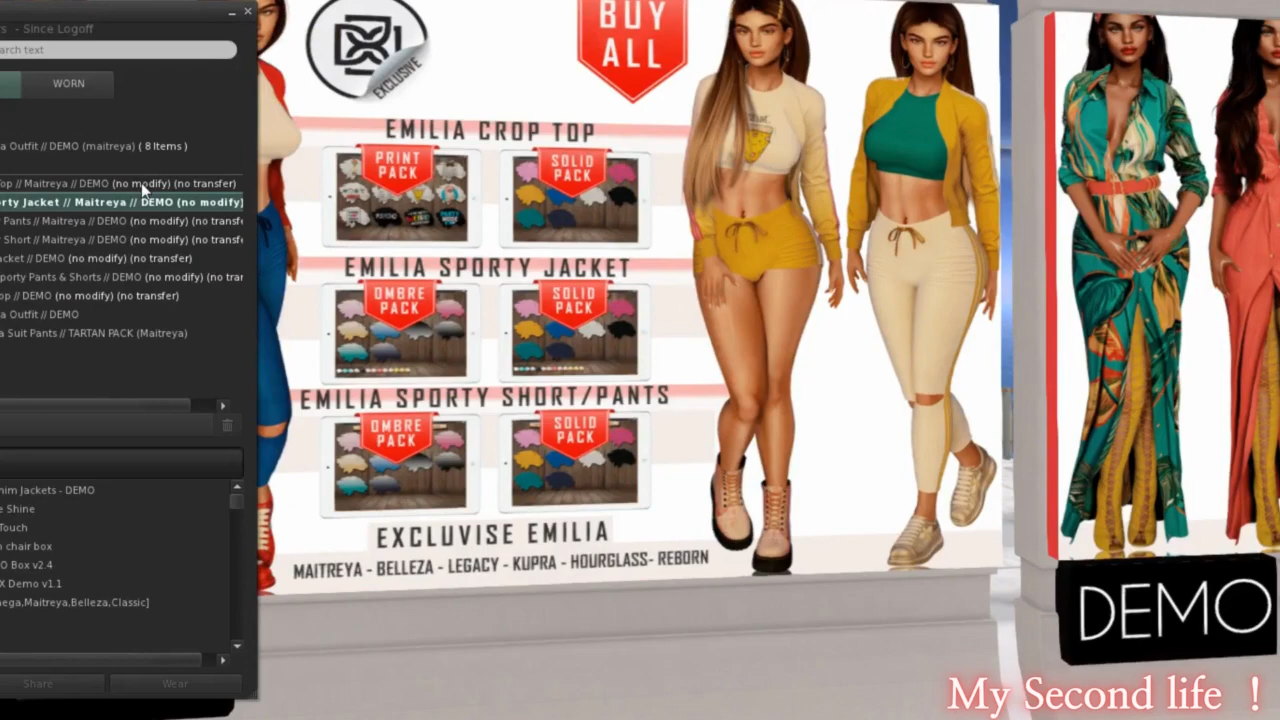 - Since Logoff
arch text
WORN
a Outfit // DEMO (maitreya) ( 8 Items )
op // Maitreya // DEMO (no modify) (no transfer)
orty Jacket // Maitreya // DEMO (no modify)
Pants // Maitreya // DEMO (no modify) (no transfe
Short // Maitreya // DEMO (no modify) (no transfe
acket // DEMO (no modify) (no transfer)
porty Pants & Shorts // DEMO (no modify) (no tran
op // DEMO (no modify) (no transfer)
a Outfit // DEMO
a Suit Pants // TARTAN PACK (Maitreya)
nim Jackets - DEMO
e Shine
Touch
chair box
O Box v2.4
X Demo v1.1
ega,Maitreya,Belleza,Classic]
Share Wear
EXCLUSIVE
BUY
ALL
EMILIA CROP TOP
PRINT
PACK
SOLID
PACK
EMILIA SPORTY JACKET
OMBRE
PACK
SOLID
PACK
EMILIA SPORTY SHORT/PANTS
OMBRE
PACK
SOLID
PACK
EXCLUVISE EMILIA
MAITREYA - BELLEZA - LEGACY - KUPRA - HOURGLASS- REBORN
DEMO
My Second life !